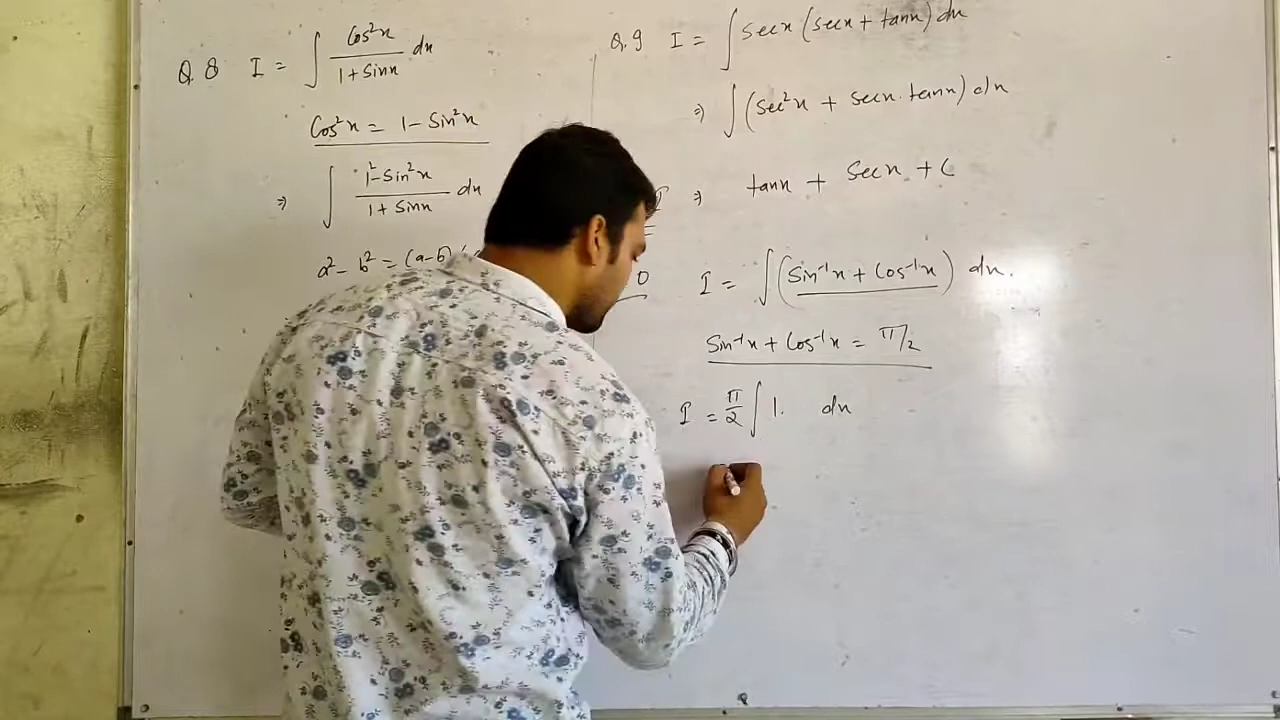 Q.8 I = ∫ Cos²x / 1+Sinx dx
Cos²x = 1-Sin²x
⇒ ∫ 1²-Sin²x / 1+Sinx dx
a²-b² = (a-b)
Q.9 I = ∫ Secx (Secx + tanx) dx
⇒ ∫ (Sec²x + Secx.tanx) dx
⇒ tanx + Secx + C
0 I = ∫ (Sin⁻¹x + Cos⁻¹x) dx.
Sin⁻¹x + Cos⁻¹x = π/2
I = π/2 ∫ 1. dx